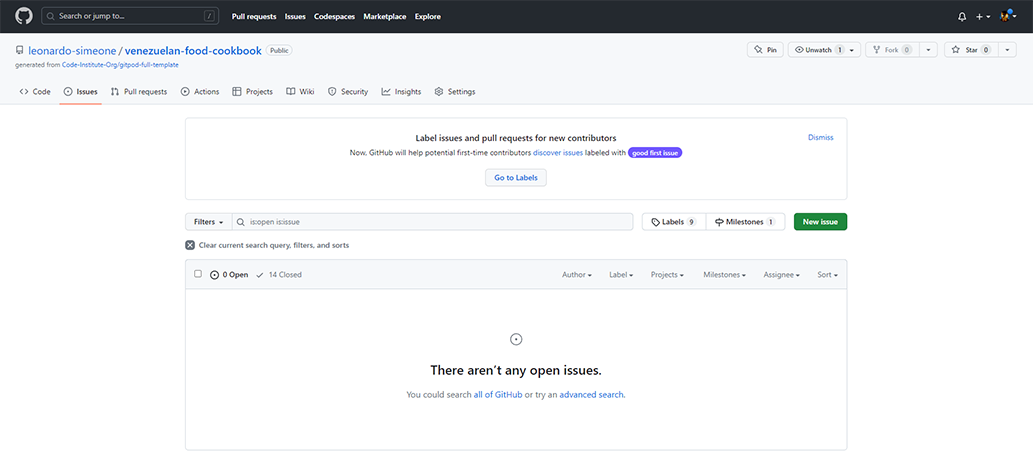 Search or jump to... / Pull requests Issues Codespaces Marketplace Explore
leonardo-simeone / venezuelan-food-cookbook Public Pin Unwatch 1 Fork 0 Star 0
generated from Code-Institute-Org/gitpod-full-template
Code Issues Pull requests Actions Projects Wiki Security Insights Settings
Label issues and pull requests for new contributors Dismiss
Now, GitHub will help potential first-time contributors discover issues labeled with good first issue
Go to Labels
Filters is:open is:issue Labels 9 Milestones 1 New issue
Clear current search query, filters, and sorts
0 Open 14 Closed Author Label Projects Milestones Assignee Sort
There aren't any open issues.
You could search all of GitHub or try an advanced search.